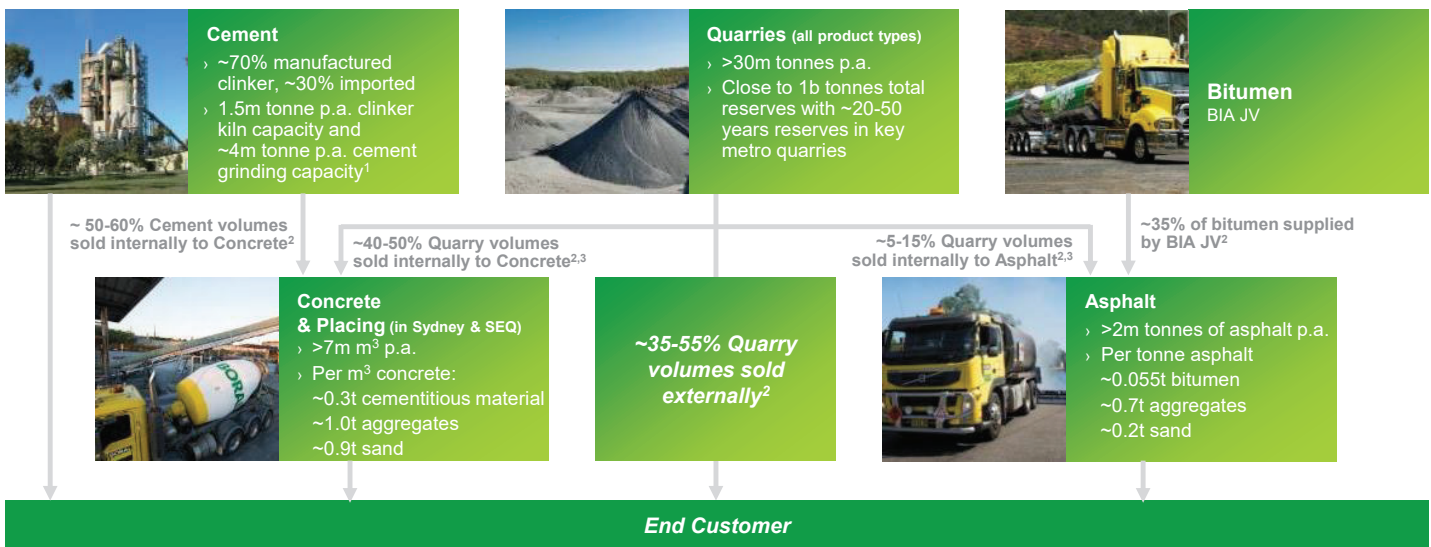 Cement
› ~70% manufactured
clinker, ~30% imported
› 1.5m tonne p.a. clinker
kiln capacity and
~4m tonne p.a. cement
grinding capacity¹
Quarries (all product types)
› >30m tonnes p.a.
› Close to 1b tonnes total
reserves with ~20-50
years reserves in key
metro quarries
Bitumen
BIA JV
~ 50-60% Cement volumes
sold internally to Concrete²
~40-50% Quarry volumes
sold internally to Concrete²,³
~5-15% Quarry volumes
sold internally to Asphalt²,³
~35% of bitumen supplied
by BIA JV²
BORA
Concrete
& Placing (in Sydney & SEQ)
› >7m m³ p.a.
› Per m³ concrete:
~0.3t cementitious material
~1.0t aggregates
~0.9t sand
~35-55% Quarry
volumes sold
externally²
Asphalt
› >2m tonnes of asphalt p.a.
› Per tonne asphalt
~0.055t bitumen
~0.7t aggregates
~0.2t sand
End Customer